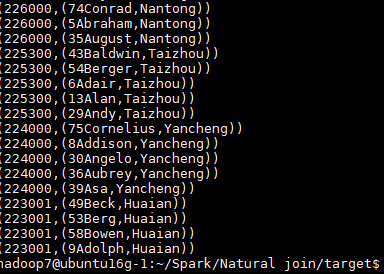 (226000,(74Conrad,Nantong))
(226000,(5Abraham,Nantong))
(226000,(35August,Nantong))
(225300,(43Baldwin,Taizhou))
(225300,(54Berger,Taizhou))
(225300,(6Adair,Taizhou))
(225300,(13Alan,Taizhou))
(225300,(29Andy,Taizhou))
(224000,(75Cornelius,Yancheng))
(224000,(8Addison,Yancheng))
(224000,(30Angelo,Yancheng))
(224000,(36Aubrey,Yancheng))
(224000,(39Asa,Yancheng))
(223001,(49Beck,Huaian))
(223001,(53Berg,Huaian))
(223001,(58Bowen,Huaian))
(223001,(9Adolph,Huaian))
hadoop7@ubuntu16g-1:~/Spark/Natural join/target$